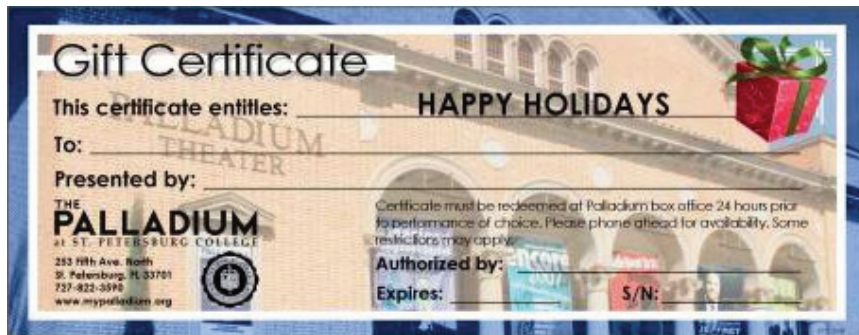 Gift Certificate
This certificate entitles: HAPPY HOLIDAYS
PALLADIUM
THEATER
To:
Presented by:
THE
PALLADIUM
at ST. PETERSBURG COLLEGE
253 Fifth Ave. North
St. Petersburg, FL 33701
727-822-3590
www.mypalladium.org
Certificate must be redeemed at Palladium box office 24 hours prior
to performance of choice. Please phone ahead for availability. Some
restrictions may apply.
Authorized by:
Expires: S/N:
encore